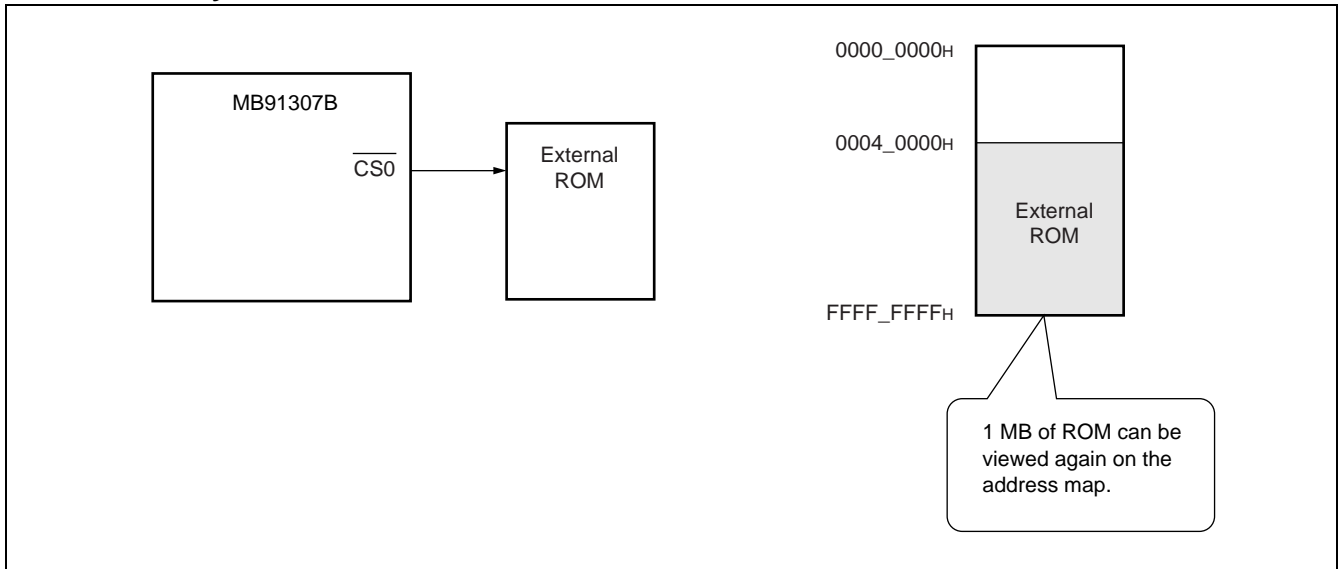 MB91307B
CS0
External
ROM
0000_0000H
0004_0000H
External
ROM
FFFF_FFFFH
1 MB of ROM can be
viewed again on the
address map.